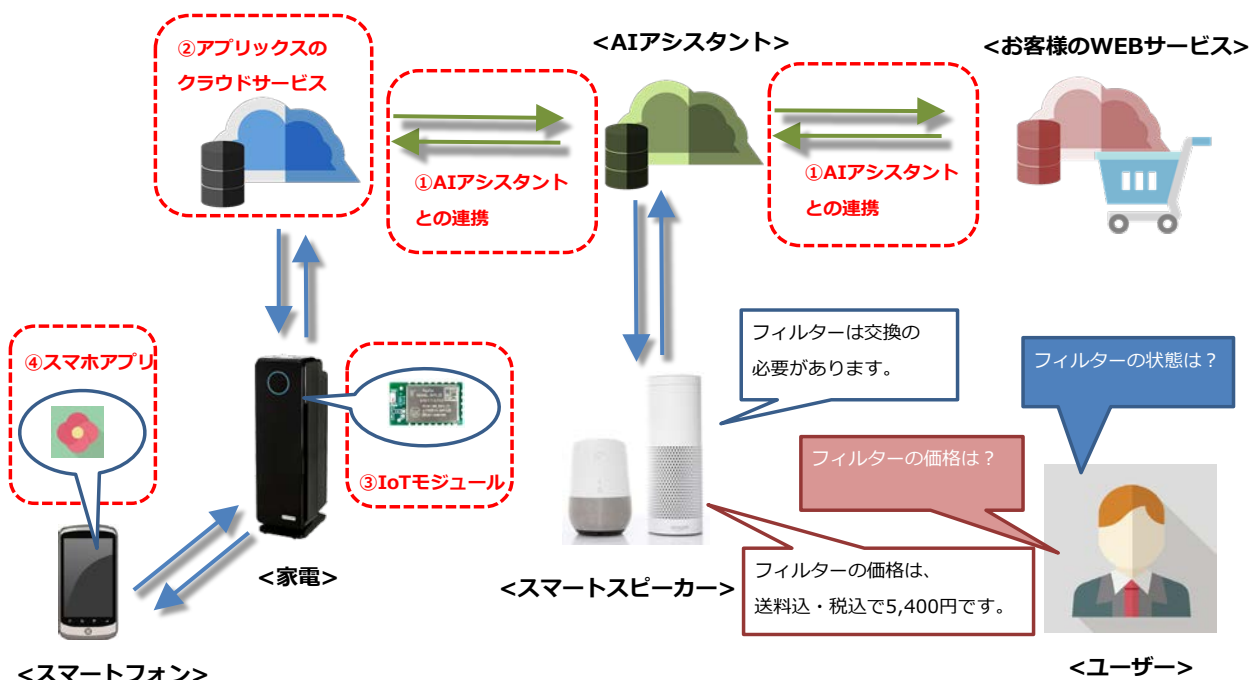 ②アプリックスの
クラウドサービス
<AIアシスタント>
<お客様のWEBサービス>
①AIアシスタント
との連携
①AIアシスタント
との連携
④スマホアプリ
③IoTモジュール
フィルターは交換の
必要があります。
フィルターの状態は？
フィルターの価格は？
フィルターの価格は、
送料込・税込で5,400円です。
<家電>
<スマートスピーカー>
<スマートフォン>
<ユーザー>